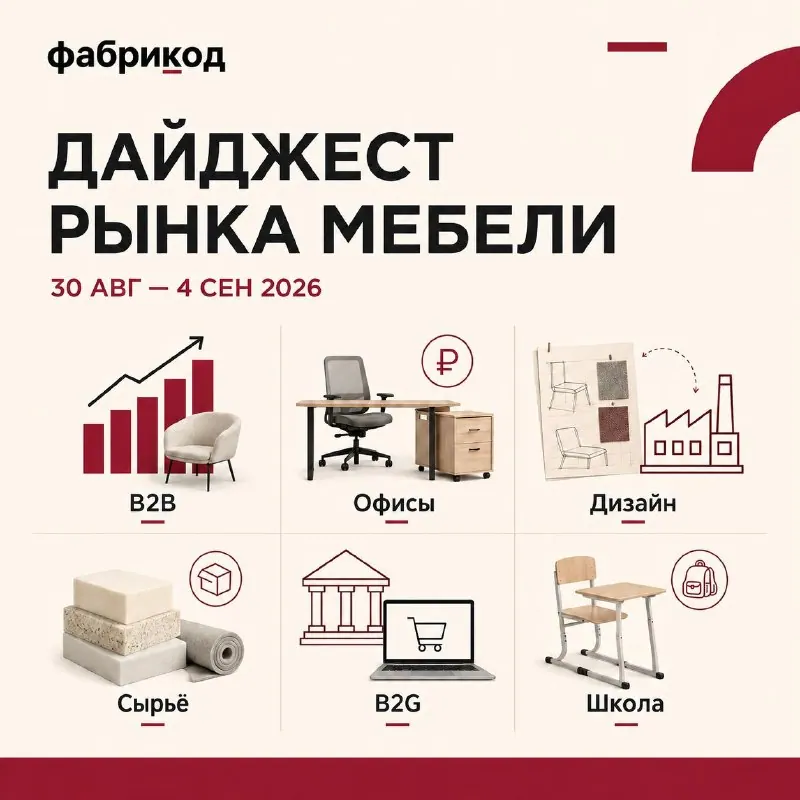 фабрикод
ДАЙДЖЕСТ
РЫНКА МЕБЕЛИ
30 АВГ — 4 СЕН 2026
₽
B2B
Офисы
Дизайн
Сырьё
B2G
Школа